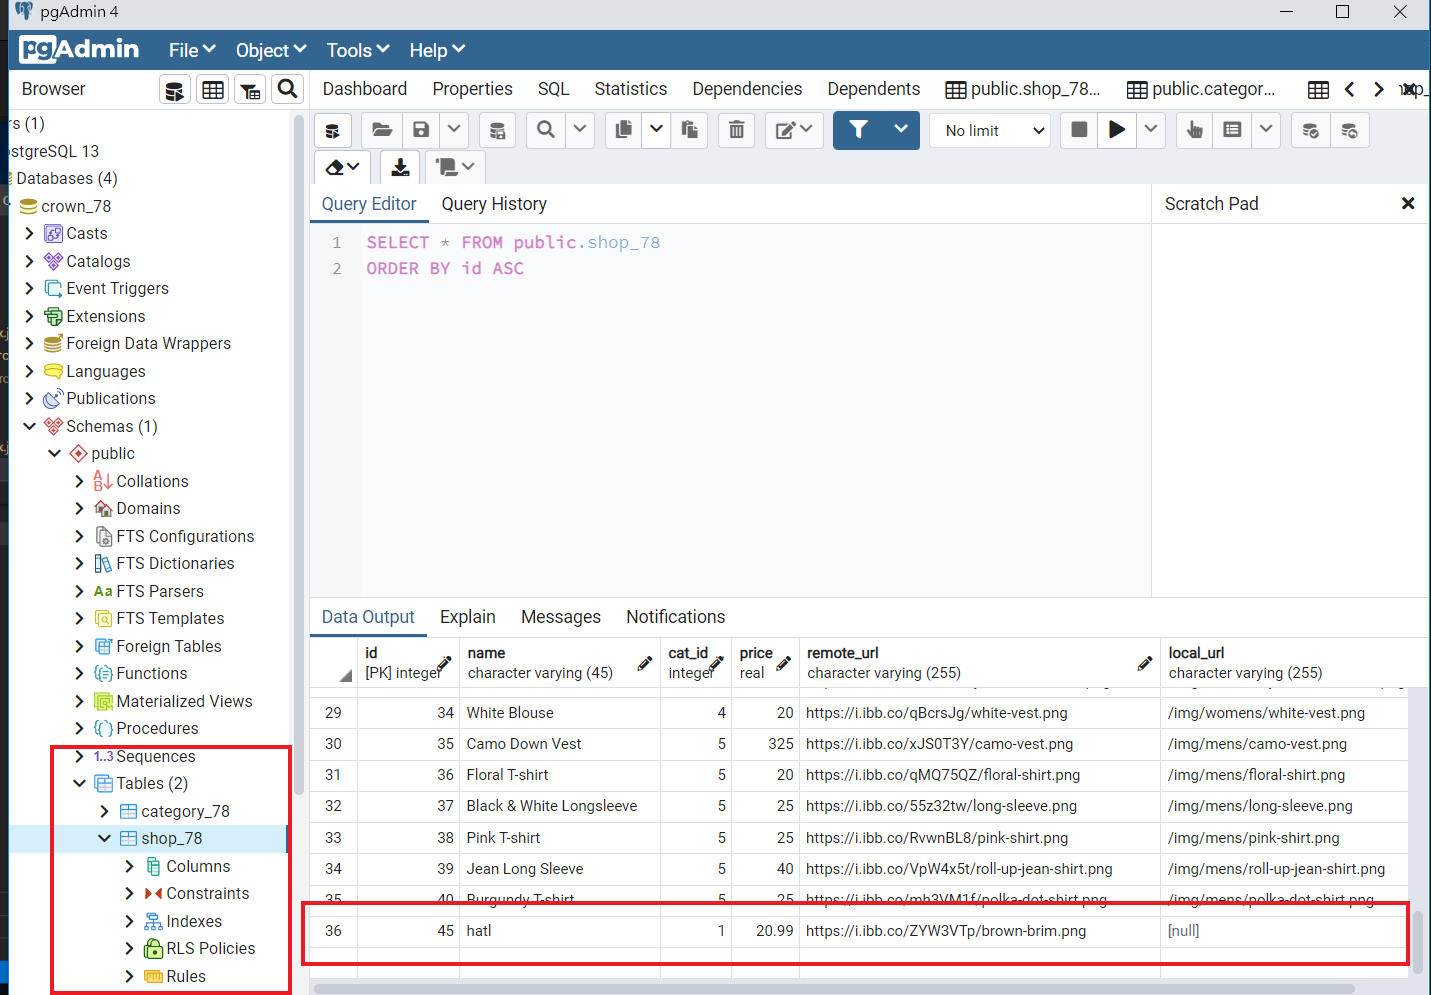 pgAdmin 4
pgAdmin File Object Tools Help
Browser
Dashboard Properties SQL Statistics Dependencies Dependents public.shop_78... public.categor...
No limit
rs (1)
ostgreSQL 13
Databases (4)
crown_78
Casts
Catalogs
Event Triggers
Extensions
Foreign Data Wrappers
Languages
Publications
Schemas (1)
public
Collations
Domains
FTS Configurations
FTS Dictionaries
Aa FTS Parsers
FTS Templates
Foreign Tables
Functions
Materialized Views
Procedures
1..3 Sequences
Tables (2)
category_78
shop_78
Columns
Constraints
Indexes
RLS Policies
Rules
Query Editor Query History
Scratch Pad
1 SELECT * FROM public.shop_78
2 ORDER BY id ASC
Data Output Explain Messages Notifications
id name cat_id price remote_url local_url
[PK] integer character varying (45) integer real character varying (255) character varying (255)
29 34 White Blouse 4 20 https://i.ibb.co/qBcrsJg/white-vest.png /img/womens/white-vest.png
30 35 Camo Down Vest 5 325 https://i.ibb.co/xJS0T3Y/camo-vest.png /img/mens/camo-vest.png
31 36 Floral T-shirt 5 20 https://i.ibb.co/qMQ75QZ/floral-shirt.png /img/mens/floral-shirt.png
32 37 Black & White Longsleeve 5 25 https://i.ibb.co/55z32tw/long-sleeve.png /img/mens/long-sleeve.png
33 38 Pink T-shirt 5 25 https://i.ibb.co/RvwnBL8/pink-shirt.png /img/mens/pink-shirt.png
34 39 Jean Long Sleeve 5 40 https://i.ibb.co/VpW4x5t/roll-up-jean-shirt.png /img/mens/roll-up-jean-shirt.png
35 40 Burgundy T-shirt 5 25 https://i.ibb.co/mh3VM1f/polka-dot-shirt.png /img/mens/polka-dot-shirt.png
36 45 hatl 1 20.99 https://i.ibb.co/ZYW3VTp/brown-brim.png [null]